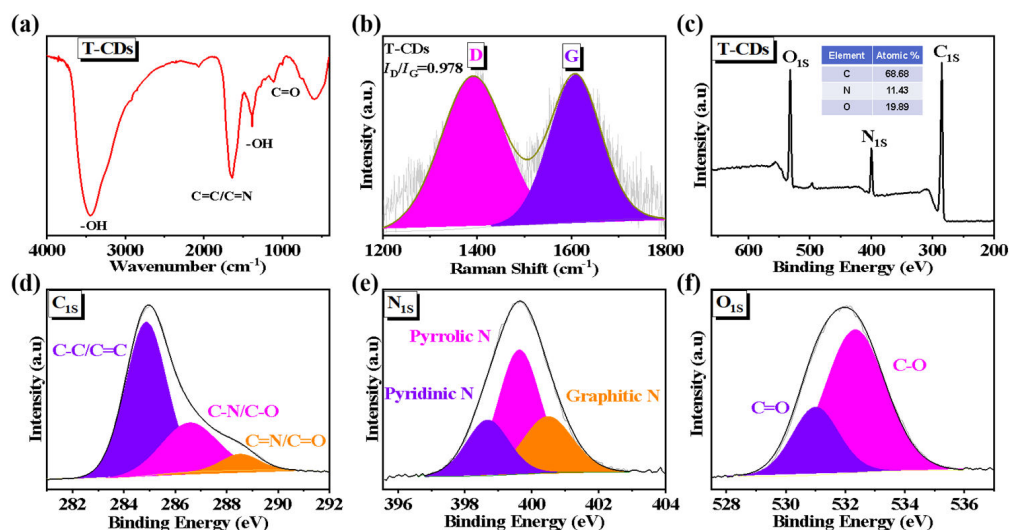 (a)
T-CDs
C=O
-OH
C=C/C=N
-OH
4000 3000 2000 1000
Wavenumber (cm⁻¹)
(b)
T-CDs
I_D/I_G=0.978
D
G
Intensity (a.u.)
1200 1400 1600 1800
Raman Shift (cm⁻¹)
(c)
T-CDs
O1S
Element Atomic %
C 68.68
N 11.43
O 19.89
C1S
N1S
Intensity (a.u.)
600 500 400 300 200
Binding Energy (eV)
(d)
C1S
C-C/C=C
C-N/C-O
C=N/C=O
Intensity (a.u)
282 284 286 288 290 292
Binding Energy (eV)
(e)
N1S
Pyrrolic N
Pyridinic N
Graphitic N
Intensity (a.u)
396 398 400 402 404
Binding Energy (eV)
(f)
O1S
C-O
C=O
Intensity (a.u)
528 530 532 534 536
Binding Energy (eV)